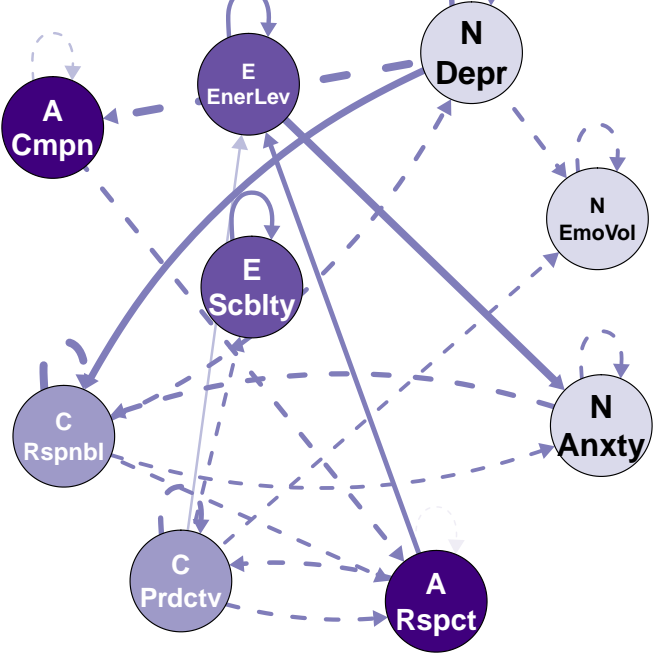 N
Depr
E
EnerLev
A
Cmpn
N
EmoVol
E
Scblty
C
Rspnbl
N
Anxty
C
Prdctv
A
Rspct